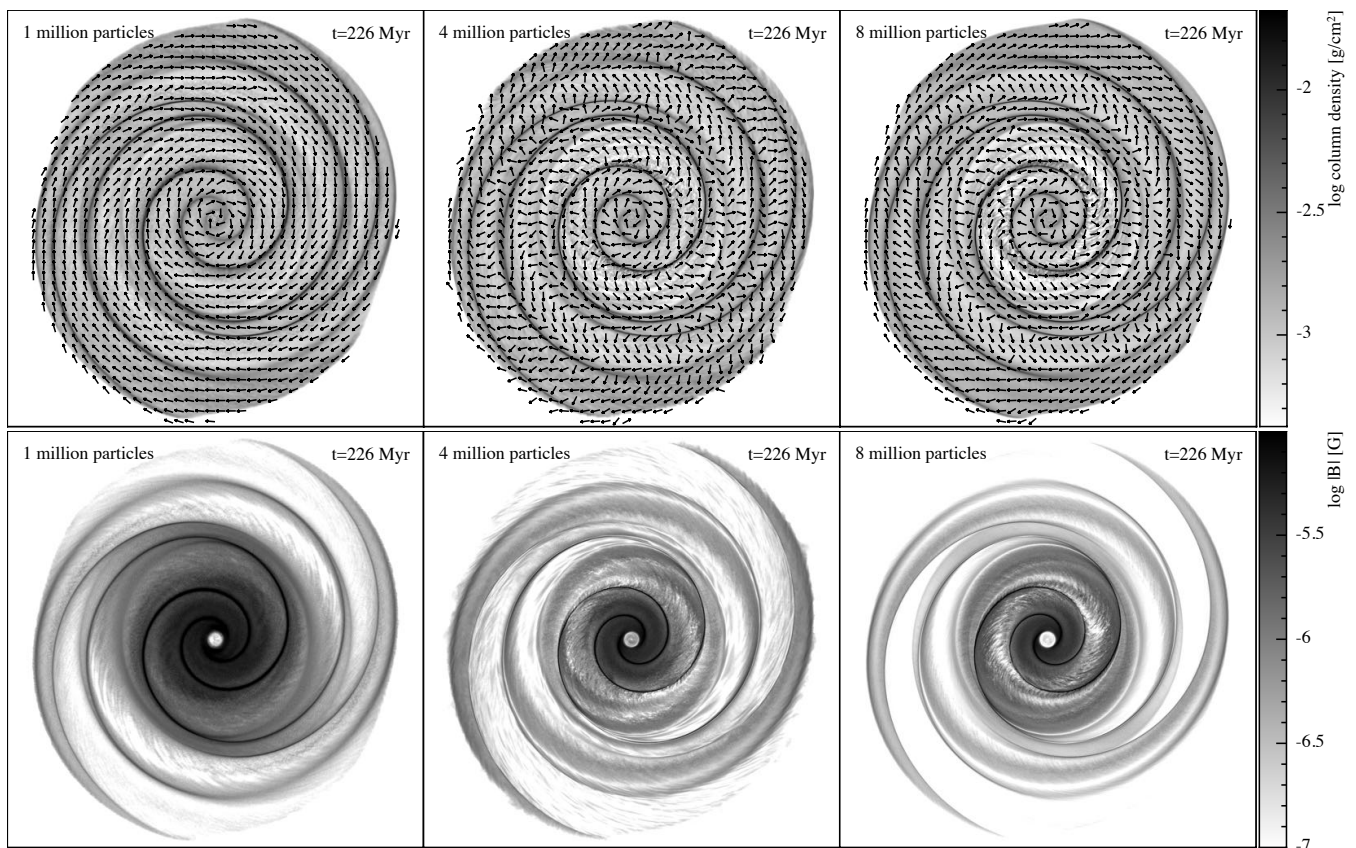 1 million particles
t=226 Myr
4 million particles
t=226 Myr
8 million particles
t=226 Myr
log column density [g/cm²]
-2
-2.5
-3
1 million particles
t=226 Myr
4 million particles
t=226 Myr
8 million particles
t=226 Myr
log |B| [G]
-5.5
-6
-6.5
-7